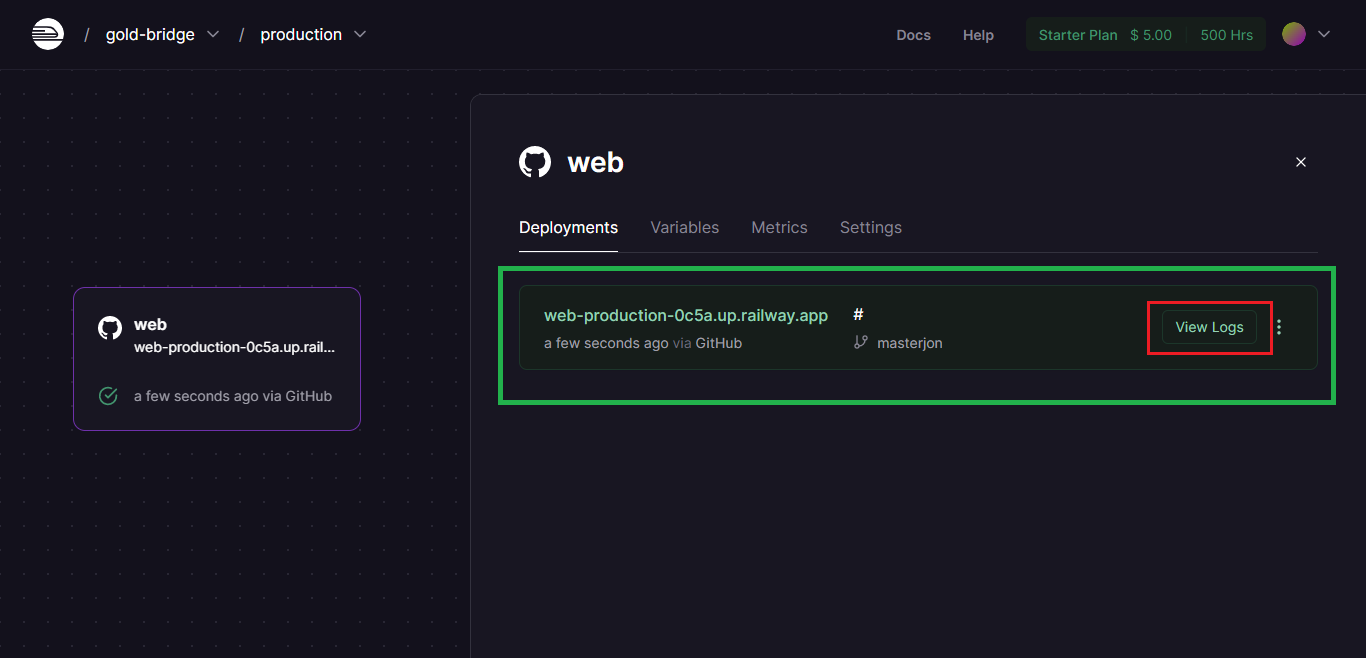 / gold-bridge / production Docs Help Starter Plan $ 5.00 500 Hrs
web
web-production-0c5a.up.rail...
a few seconds ago via GitHub
web
Deployments Variables Metrics Settings
web-production-0c5a.up.railway.app #
a few seconds ago via GitHub masterjon
View Logs